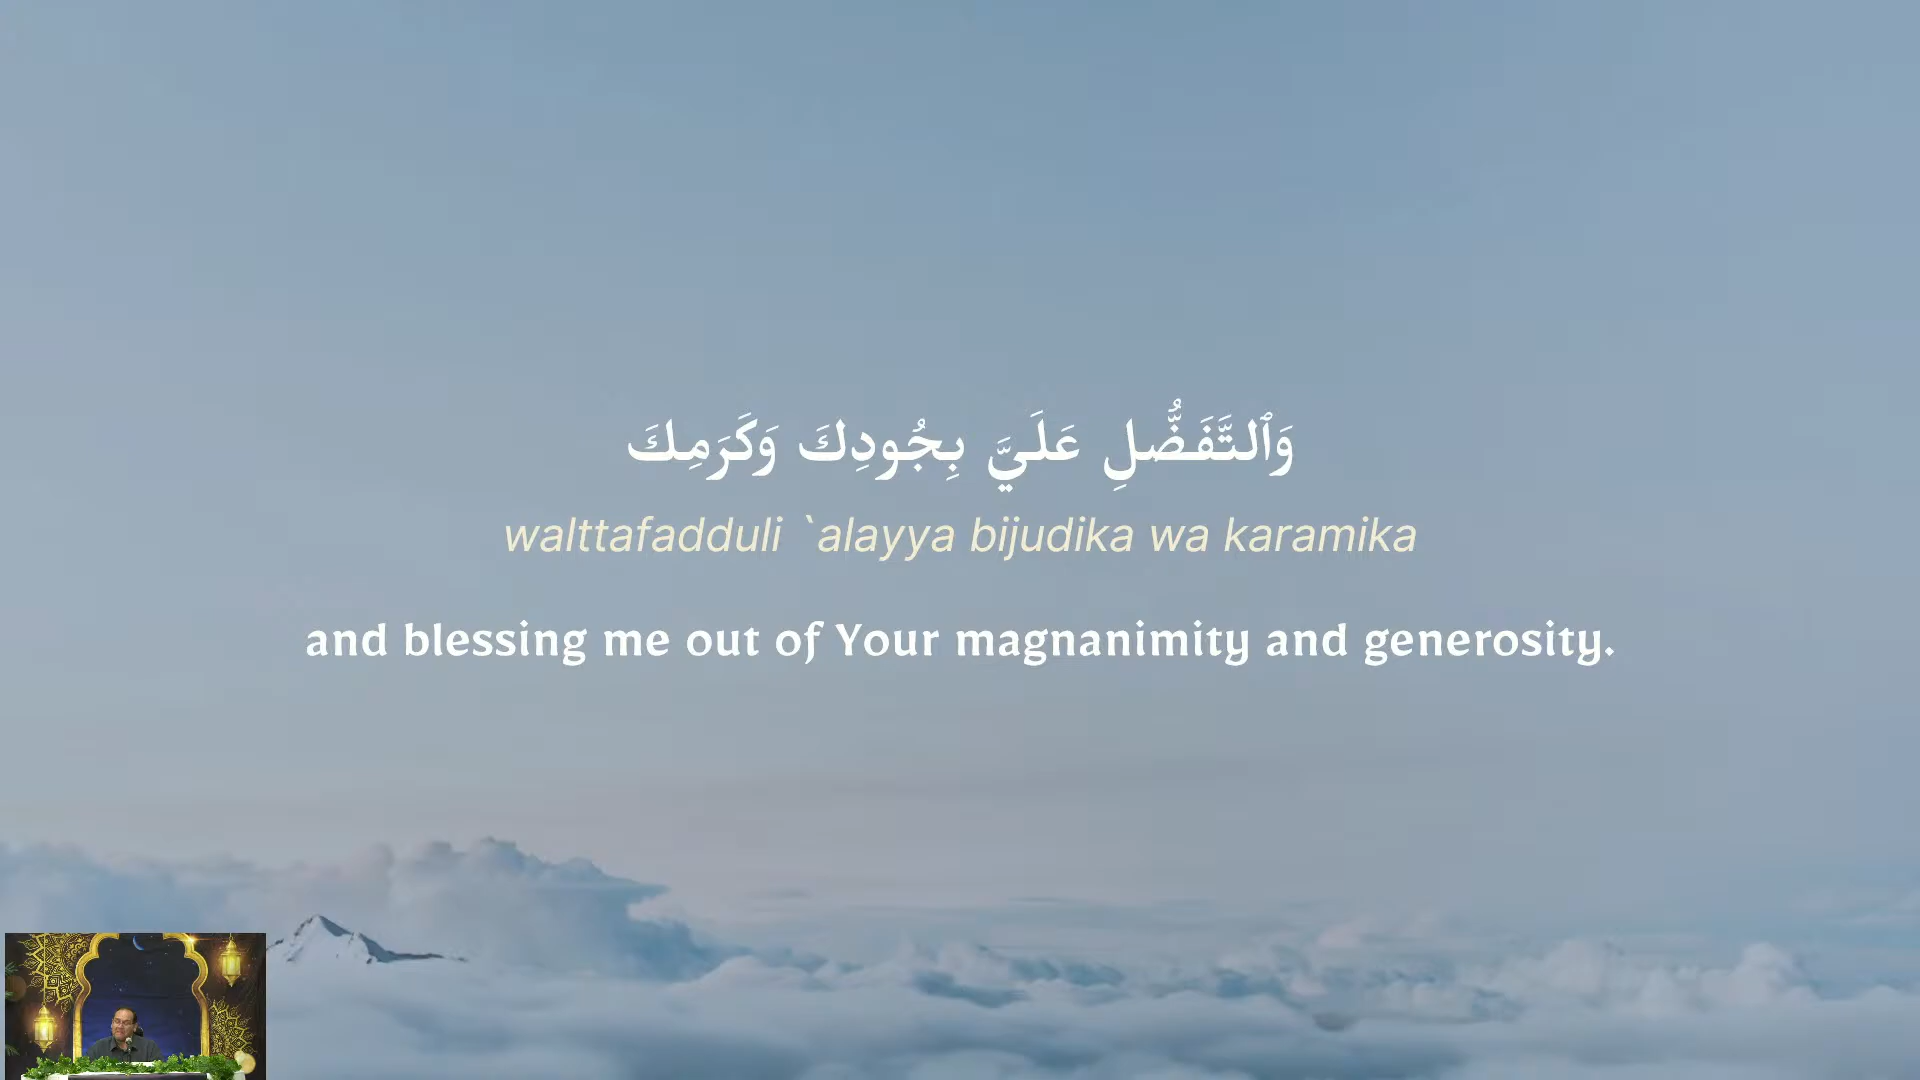 وَٱلتَّفَضُّلِ عَلَيَّ بِجُودِكَ وَكَرَمِكَ
walttafadduli `alayya bijudika wa karamika
and blessing me out of Your magnanimity and generosity.